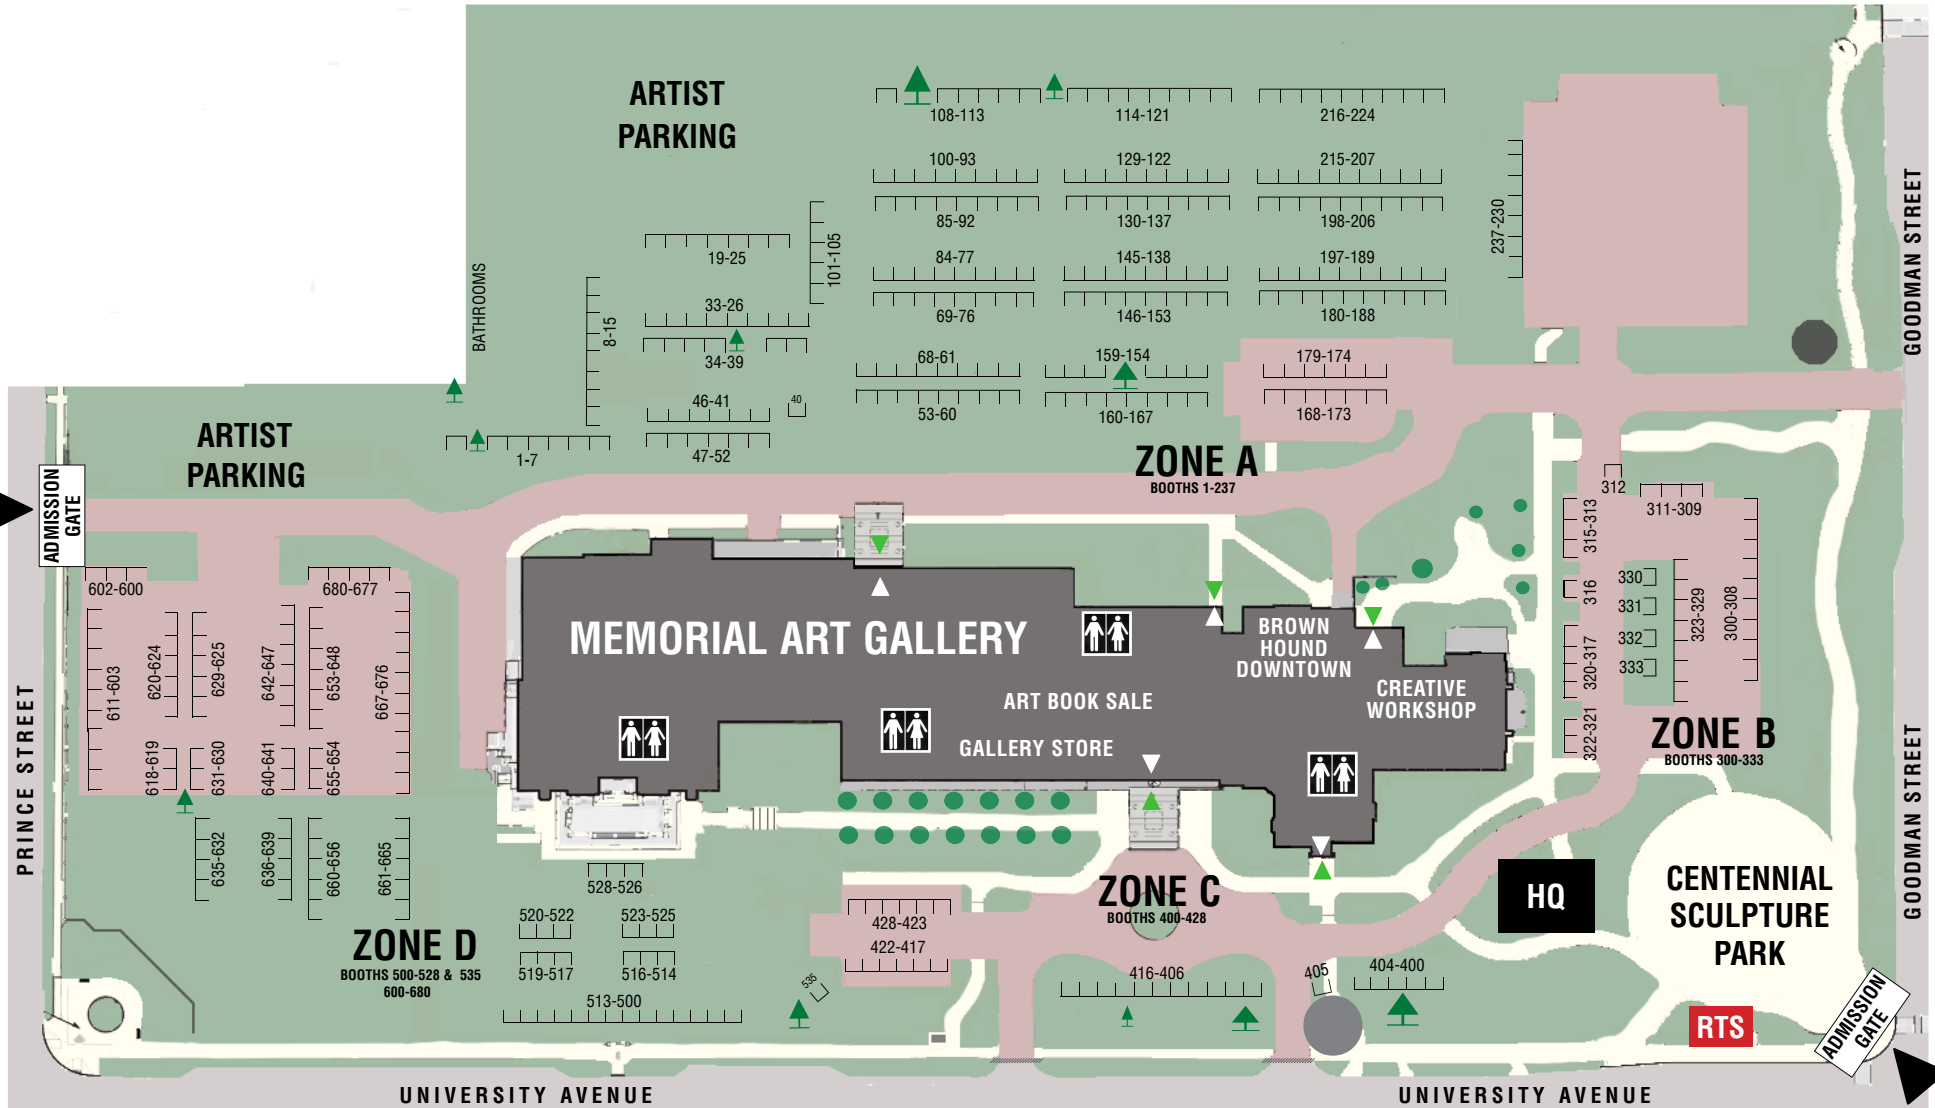 ARTIST
PARKING
108-113
114-121
216-224
100-93
129-122
215-207
85-92
130-137
198-206
237-230
GOODMAN STREET
101-105
19-25
84-77
145-138
197-189
BATHROOMS
8-15
33-26
69-76
146-153
180-188
34-39
68-61
159-154
179-174
46-41
40
53-60
160-167
168-173
ARTIST
PARKING
1-7
47-52
ZONE A
BOOTHS 1-237
ADMISSION
GATE
312
311-309
315-313
602-600
680-677
330
316
331
323-329
300-308
332
333
320-317
322-321
611-603
620-624
629-625
642-647
653-648
667-676
MEMORIAL ART GALLERY
BROWN
HOUND
DOWNTOWN
ART BOOK SALE
CREATIVE
WORKSHOP
GALLERY STORE
ZONE B
BOOTHS 300-333
PRINCE STREET
GOODMAN STREET
618-619
631-630
640-641
655-654
635-632
636-639
660-656
661-665
528-526
ZONE C
BOOTHS 400-428
HQ
CENTENNIAL
SCULPTURE
PARK
520-522
523-525
428-423
422-417
ZONE D
BOOTHS 500-528 & 535
600-680
519-517
516-514
535
416-406
405
404-400
513-500
RTS
ADMISSION
GATE
UNIVERSITY AVENUE
UNIVERSITY AVENUE